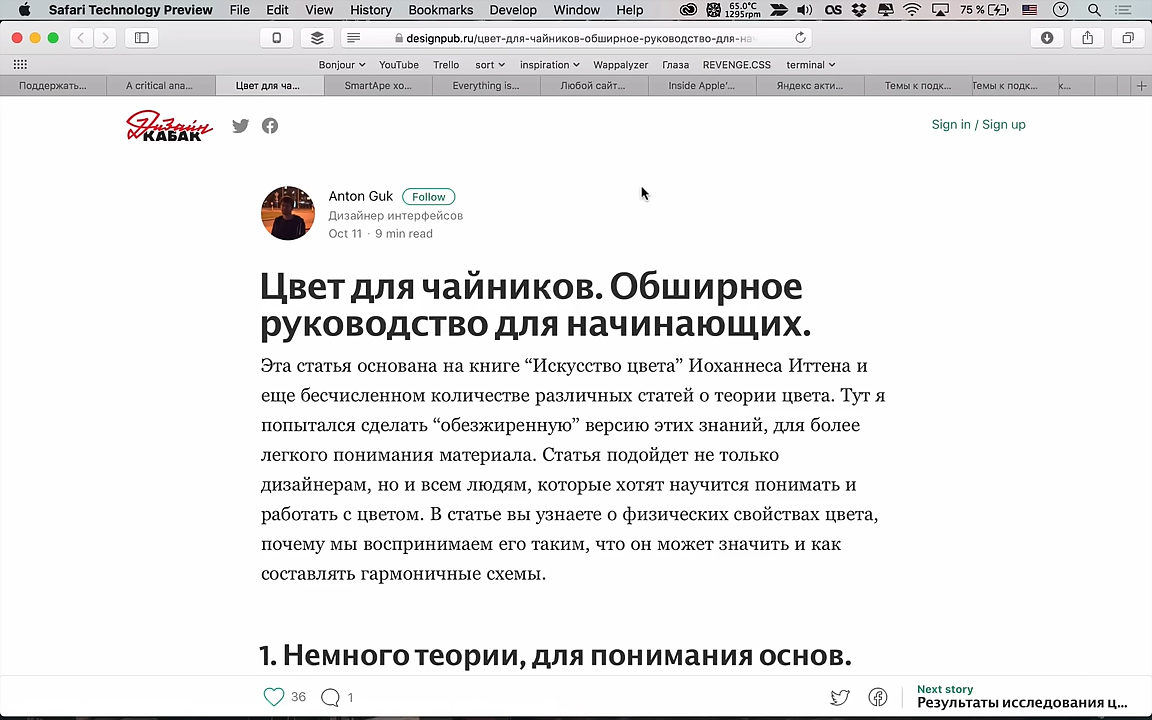 Safari Technology Preview File Edit View History Bookmarks Develop Window Help 65.0°C 1295rpm 75 %
designpub.ru/цвет-для-чайников-обширное-руководство-для-на
Bonjour YouTube Trello sort inspiration Wappalyzer Глаза REVENGE.CSS terminal
Поддержать... A critical ana... Цвет для ча... SmartApe хо... Everything is... Любой сайт... Inside Apple'... Яндекс акти... Темы к подк... Темы к подк... к...
Дизайн
КАБАК
Sign in / Sign up
Anton Guk Follow
Дизайнер интерфейсов
Oct 11 · 9 min read
Цвет для чайников. Обширное
руководство для начинающих.
Эта статья основана на книге “Искусство цвета” Иоханнеса Иттена и
еще бесчисленном количестве различных статей о теории цвета. Тут я
попытался сделать “обезжиренную” версию этих знаний, для более
легкого понимания материала. Статья подойдет не только
дизайнерам, но и всем людям, которые хотят научится понимать и
работать с цветом. В статье вы узнаете о физических свойствах цвета,
почему мы воспринимаем его таким, что он может значить и как
составлять гармоничные схемы.
1. Немного теории, для понимания основ.
36 1
Next story
Результаты исследования ц...